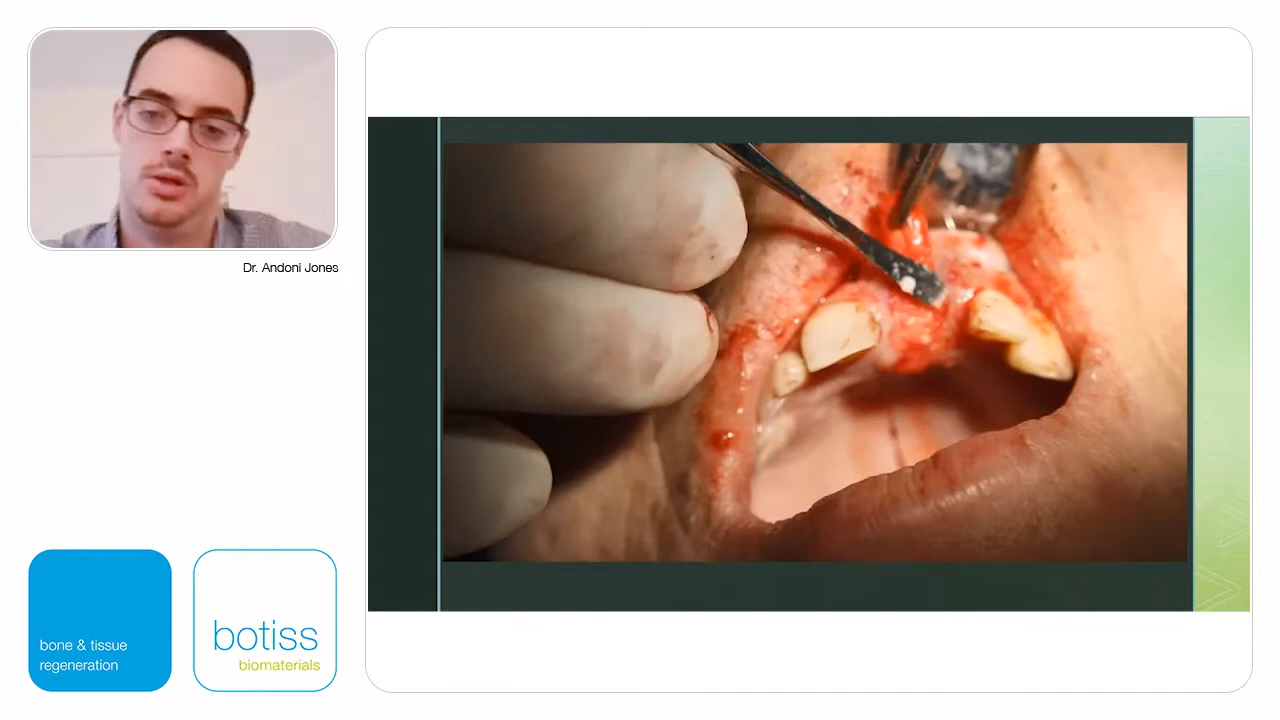 Dr. Andoni Jones
bone & tissue
regeneration
botiss
biomaterials